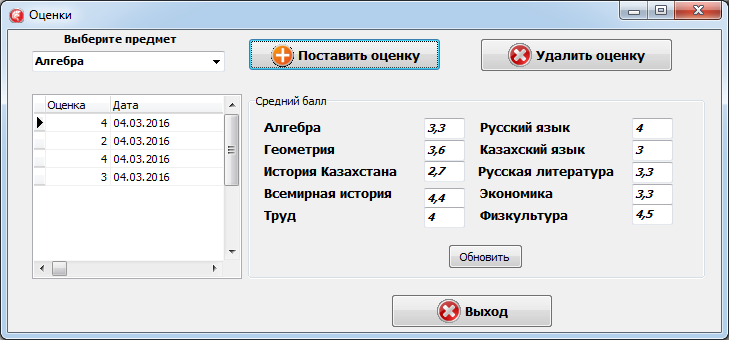 Оценки
Выберите предмет
Алгебра
Поставить оценку
Удалить оценку
Оценка Дата
4 04.03.2016
2 04.03.2016
4 04.03.2016
3 04.03.2016
Средний балл
Алгебра 3,3 Русский язык 4
Геометрия 3,6 Казахский язык 3
История Казахстана 2,7 Русская литература 3,3
Всемирная история 4,4 Экономика 3,3
Труд 4 Физкультура 4,5
Обновить
Выход